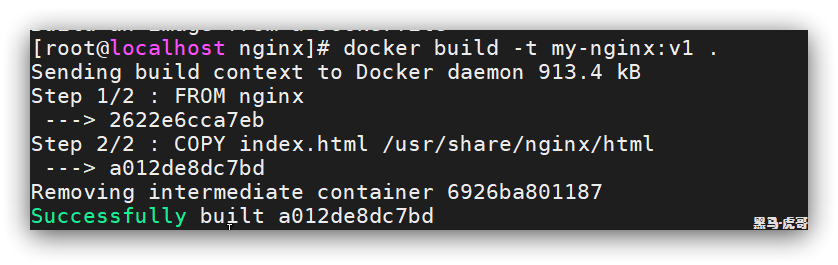 [root@localhost nginx]# docker build -t my-nginx:v1 .
Sending build context to Docker daemon 913.4 kB
Step 1/2 : FROM nginx
 ---> 2622e6cca7eb
Step 2/2 : COPY index.html /usr/share/nginx/html
 ---> a012de8dc7bd
Removing intermediate container 6926ba801187
Successfully built a012de8dc7bd
黑马-虎哥